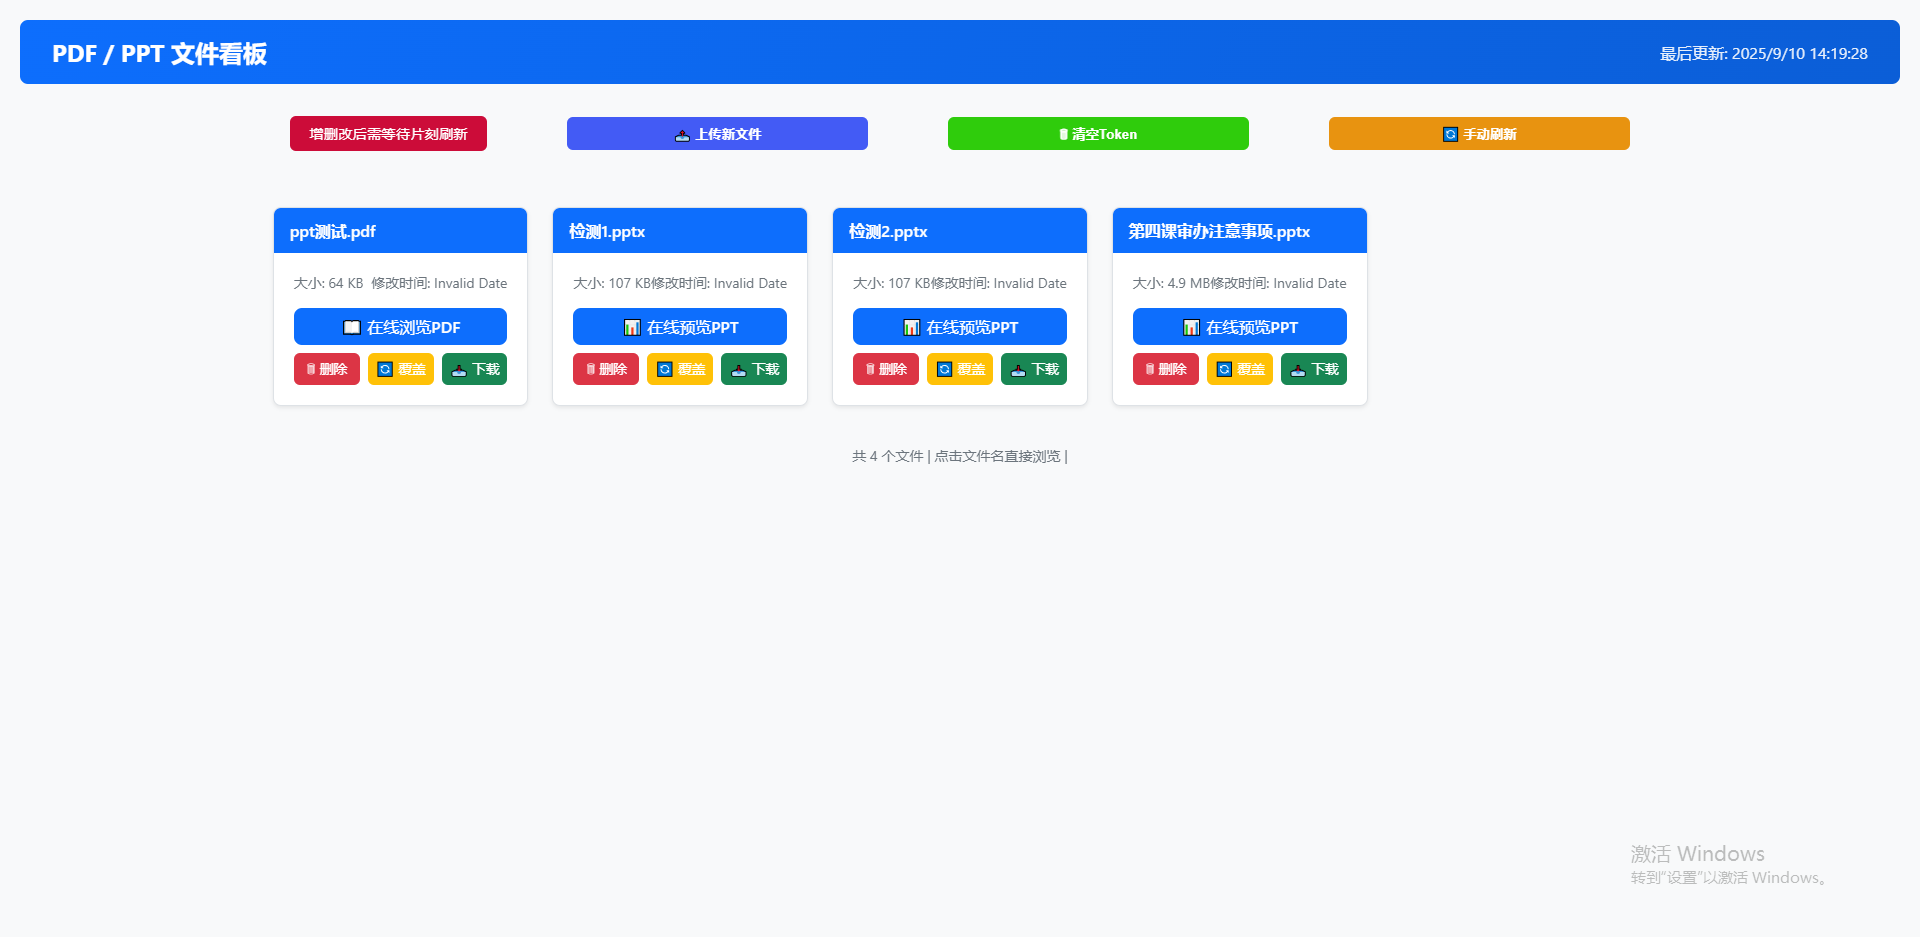 PDF / PPT 文件看板
最后更新: 2025/9/10 14:19:28
增删改后需等待片刻刷新
上传新文件
清空Token
手动刷新
ppt测试.pdf
大小: 64 KB 修改时间: Invalid Date
在线浏览PDF
删除 覆盖 下载
检测1.pptx
大小: 107 KB修改时间: Invalid Date
在线预览PPT
删除 覆盖 下载
检测2.pptx
大小: 107 KB修改时间: Invalid Date
在线预览PPT
删除 覆盖 下载
第四课审办注意事项.pptx
大小: 4.9 MB修改时间: Invalid Date
在线预览PPT
删除 覆盖 下载
共 4 个文件 | 点击文件名直接浏览 |
激活 Windows
转到"设置"以激活 Windows。